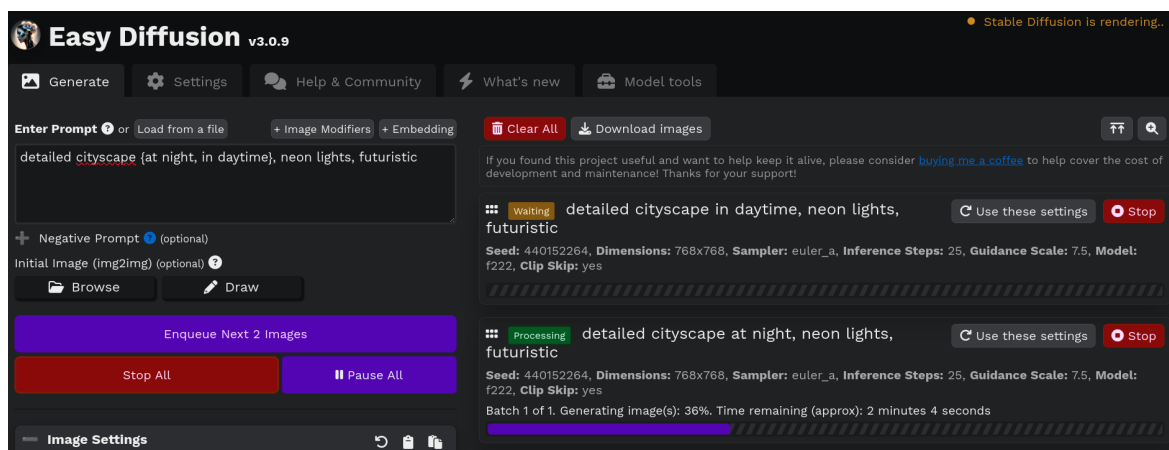 Easy Diffusion v3.0.9
Stable Diffusion is rendering..
Generate
Settings
Help & Community
What's new
Model tools
Enter Prompt ? or Load from a file
+ Image Modifiers
+ Embedding
detailed cityscape {at night, in daytime}, neon lights, futuristic
Negative Prompt ? (optional)
Initial Image (img2img) (optional) ?
Browse
Draw
Enqueue Next 2 Images
Stop All
Pause All
Image Settings
Clear All
Download images
If you found this project useful and want to help keep it alive, please consider buying me a coffee to help cover the cost of
development and maintenance! Thanks for your support!
Waiting detailed cityscape in daytime, neon lights,
futuristic
Use these settings
Stop
Seed: 440152264, Dimensions: 768x768, Sampler: euler_a, Inference Steps: 25, Guidance Scale: 7.5, Model:
f222, Clip Skip: yes
Processing detailed cityscape at night, neon lights,
futuristic
Use these settings
Stop
Seed: 440152264, Dimensions: 768x768, Sampler: euler_a, Inference Steps: 25, Guidance Scale: 7.5, Model:
f222, Clip Skip: yes
Batch 1 of 1. Generating image(s): 36%. Time remaining (approx): 2 minutes 4 seconds